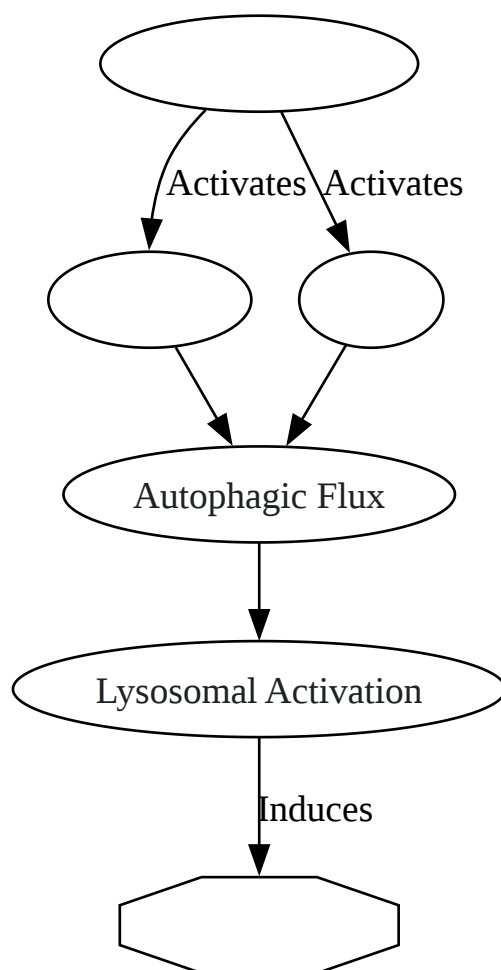 Activates
Activates
Autophagic Flux
Lysosomal Activation
Induces